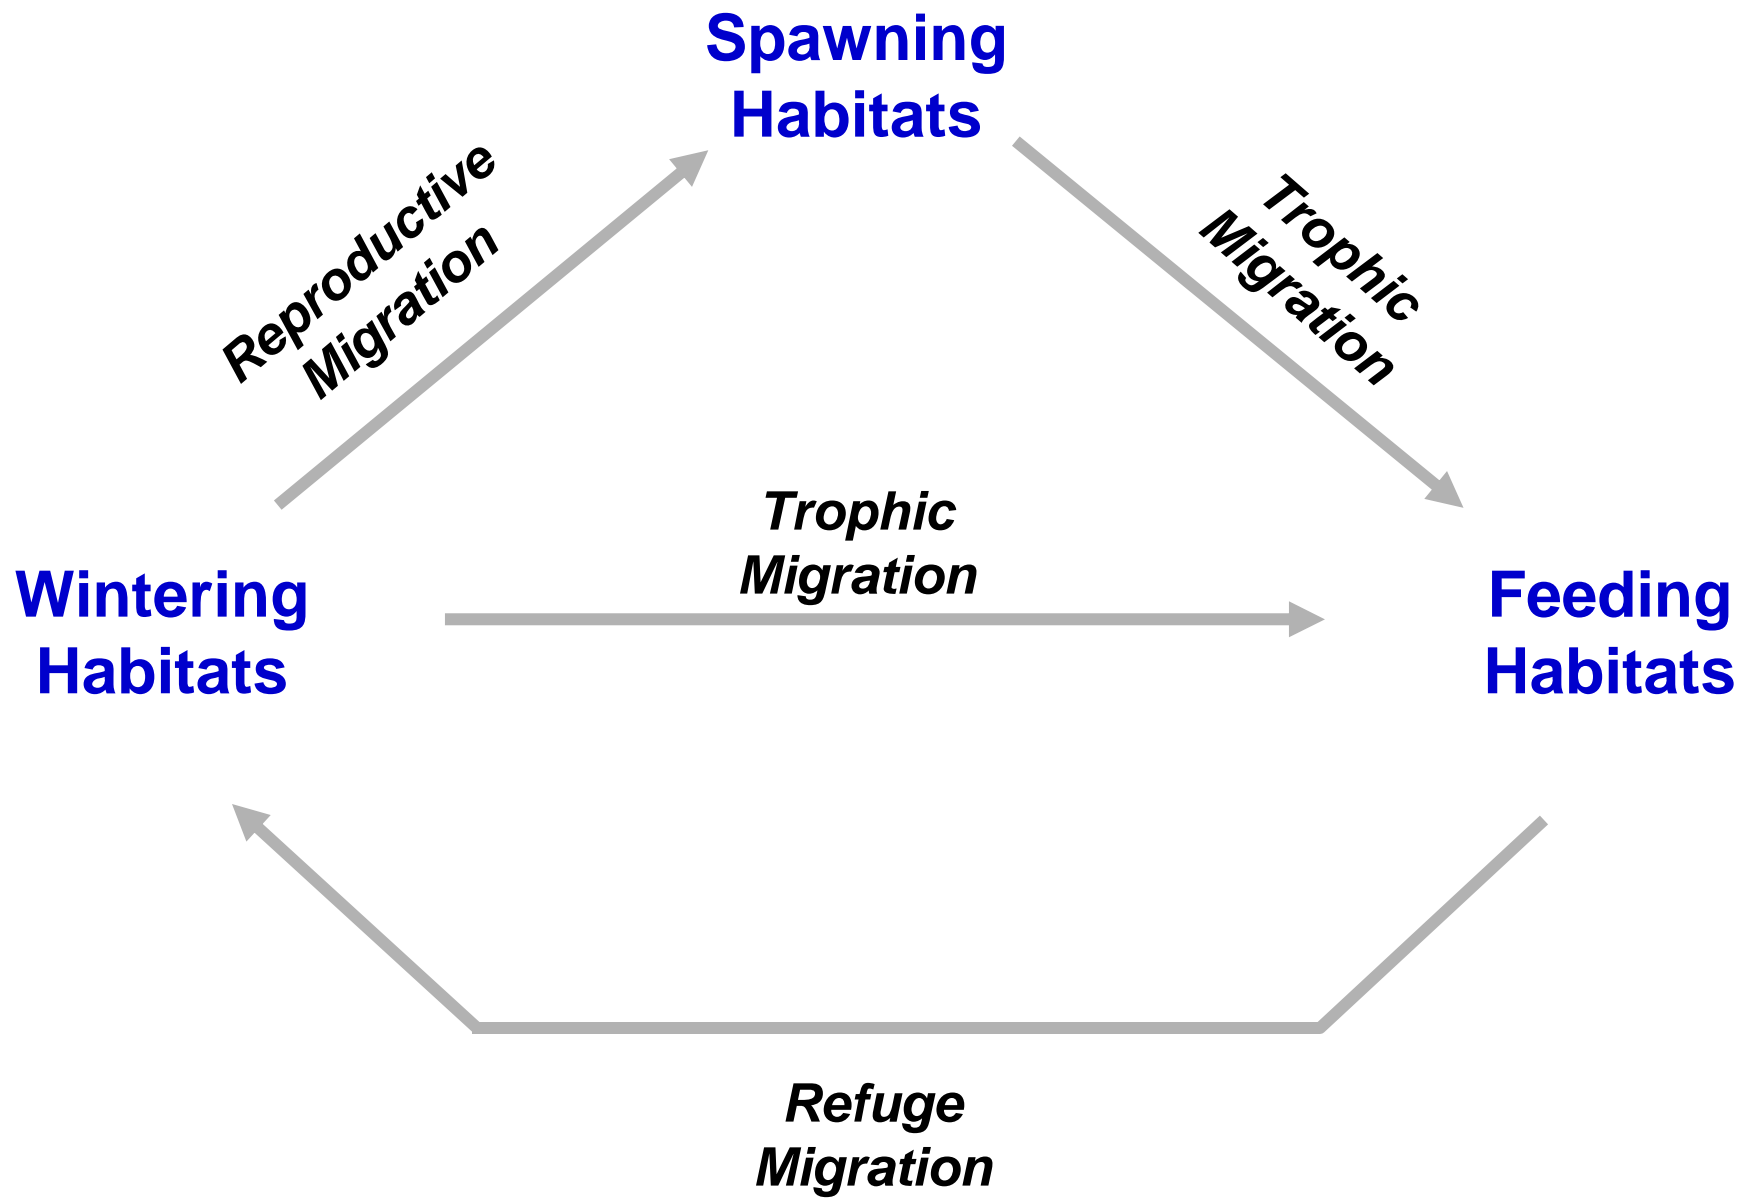 Spawning
Habitats
Reproductive
Migration
Trophic
Migration
Trophic
Migration
Wintering
Habitats
Feeding
Habitats
Refuge
Migration